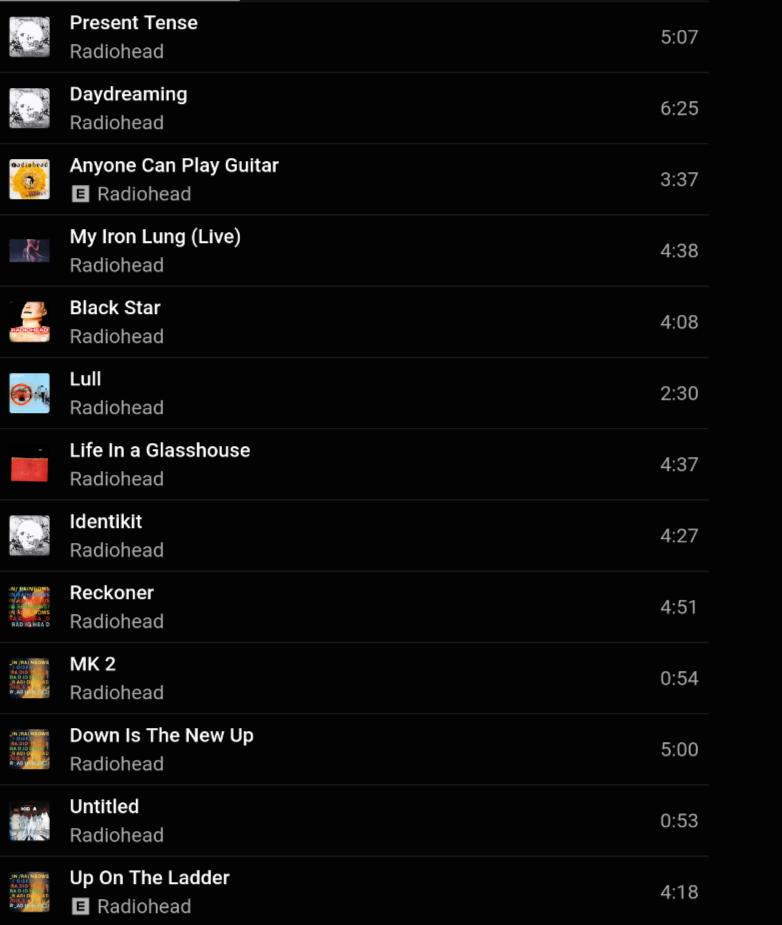 Present Tense
Radiohead
5:07
Daydreaming
Radiohead
6:25
Anyone Can Play Guitar
E Radiohead
3:37
My Iron Lung (Live)
Radiohead
4:38
Black Star
Radiohead
4:08
Lull
Radiohead
2:30
Life In a Glasshouse
Radiohead
4:37
Identikit
Radiohead
4:27
Reckoner
Radiohead
4:51
MK 2
Radiohead
0:54
Down Is The New Up
Radiohead
5:00
Untitled
Radiohead
0:53
Up On The Ladder
E Radiohead
4:18